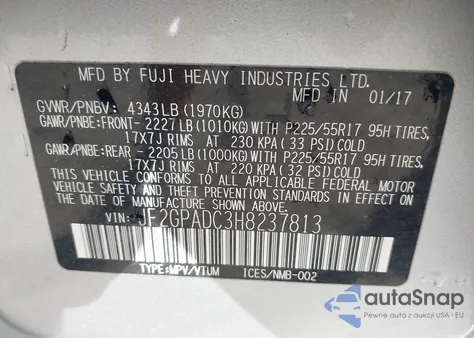 MFD BY FUJI HEAVY INDUSTRIES LTD.
MFD IN 01/17
GVWR/PNBV: 4343LB (1970KG)
GAWR/PNBE:FRONT- 2227 LB (1010KG) WITH P225/55R17 95H TIRES,
17X7J RIMS AT 230 KPA (33 PSI) COLD
GAWR/PNBE:REAR - 2205 LB (1000KG) WITH P225/55R17 95H TIRES,
17X7J RIMS AT 220 KPA (32 PSI) COLD
THIS VEHICLE CONFORMS TO ALL APPLICABLE FEDERAL MOTOR
VEHICLE SAFETY, BUMPER, AND THEFT PREVENTION STANDARDS
IN EFFECT ON THE DATE OF MANUFACTURE SHOWN ABOVE.
VIN: JF2GPADC3H8237813
TYPE:MPV/VTUM ICES/NMB-002
autaSnap
Pewne auta z USA